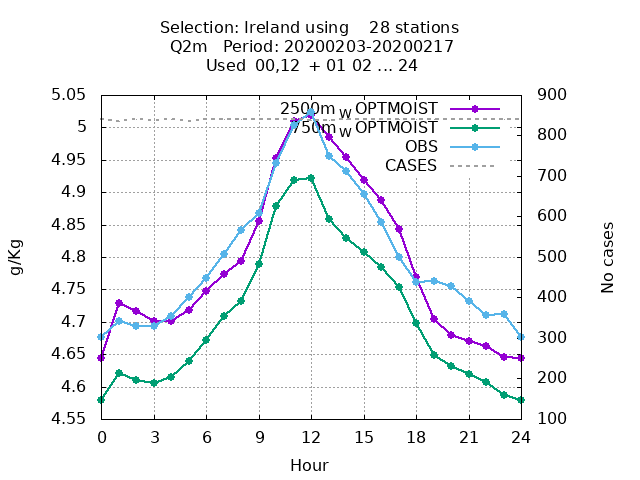 Selection: Ireland using 28 stations
Q2m Period: 20200203-20200217
Used 00,12 + 01 02 ... 24
5.05
5
4.95
4.9
4.85
4.8
4.75
4.7
4.65
4.6
4.55
900
800
700
600
500
400
300
200
100
2500m_W OPTMOIST
750m_W OPTMOIST
OBS
CASES
g/Kg
No cases
0 3 6 9 12 15 18 21 24
Hour